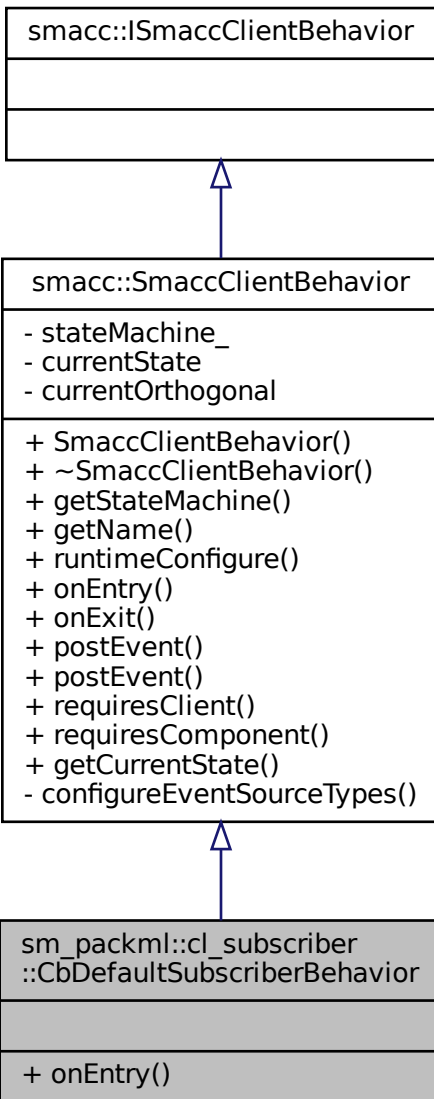 smacc::ISmaccClientBehavior
smacc::SmaccClientBehavior
- stateMachine_
- currentState
- currentOrthogonal
+ SmaccClientBehavior()
+ ~SmaccClientBehavior()
+ getStateMachine()
+ getName()
+ runtimeConfigure()
+ onEntry()
+ onExit()
+ postEvent()
+ postEvent()
+ requiresClient()
+ requiresComponent()
+ getCurrentState()
- configureEventSourceTypes()
sm_packml::cl_subscriber
::CbDefaultSubscriberBehavior
+ onEntry()